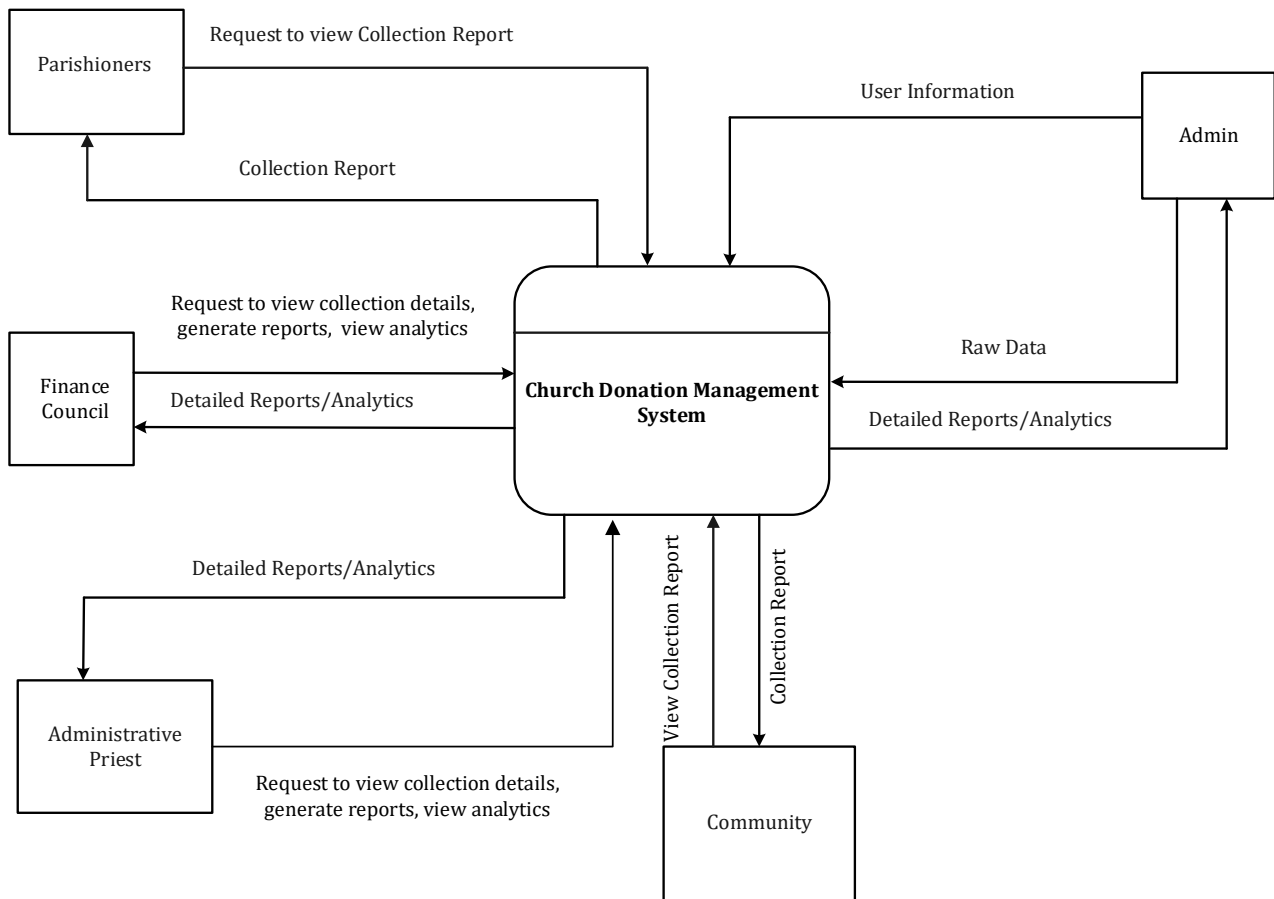 Request to view Collection Report
Parishioners
User Information
Admin
Collection Report
Request to view collection details,
generate reports,  view analytics
Raw Data
Finance
Council
Church Donation Management
System
Detailed Reports/Analytics
Detailed Reports/Analytics
Detailed Reports/Analytics
View Collection Report
Collection Report
Administrative
Priest
Request to view collection details,
generate reports, view analytics
Community